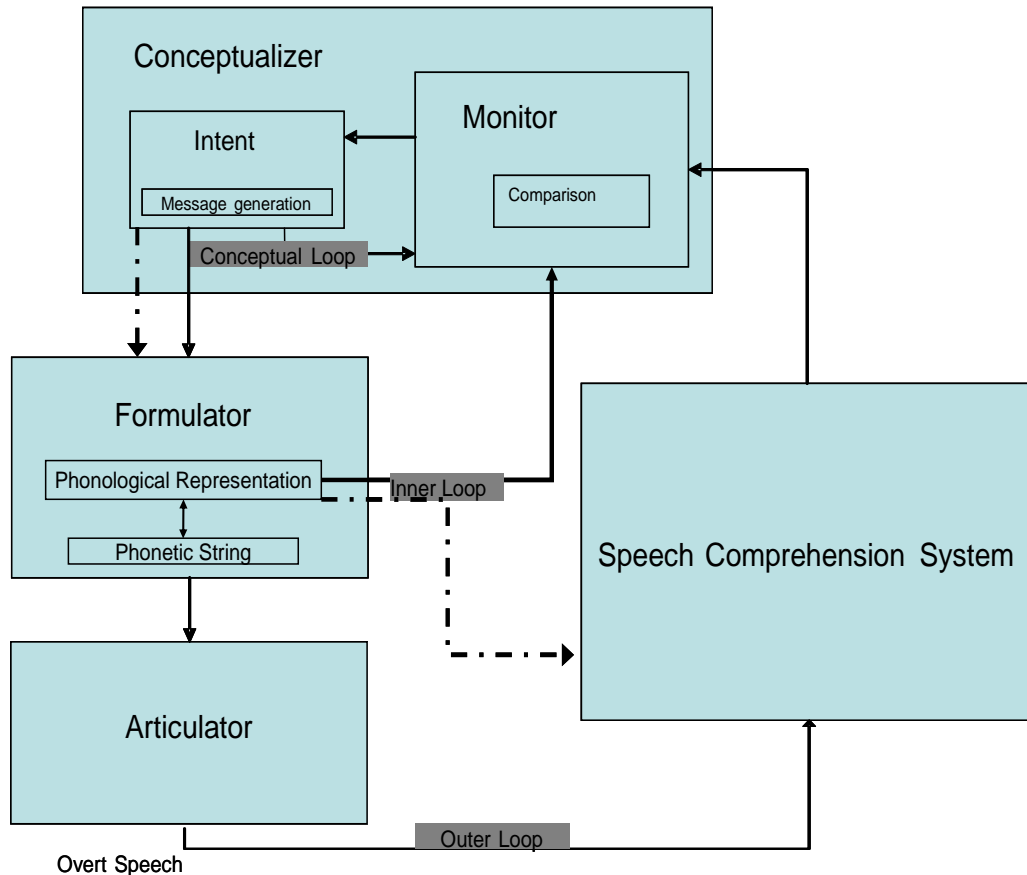 Conceptualizer
Monitor
Intent
Comparison
Message generation
Conceptual Loop
Formulator
Phonological Representation
Inner Loop
Phonetic String
Speech Comprehension System
Articulator
Outer Loop
Overt Speech